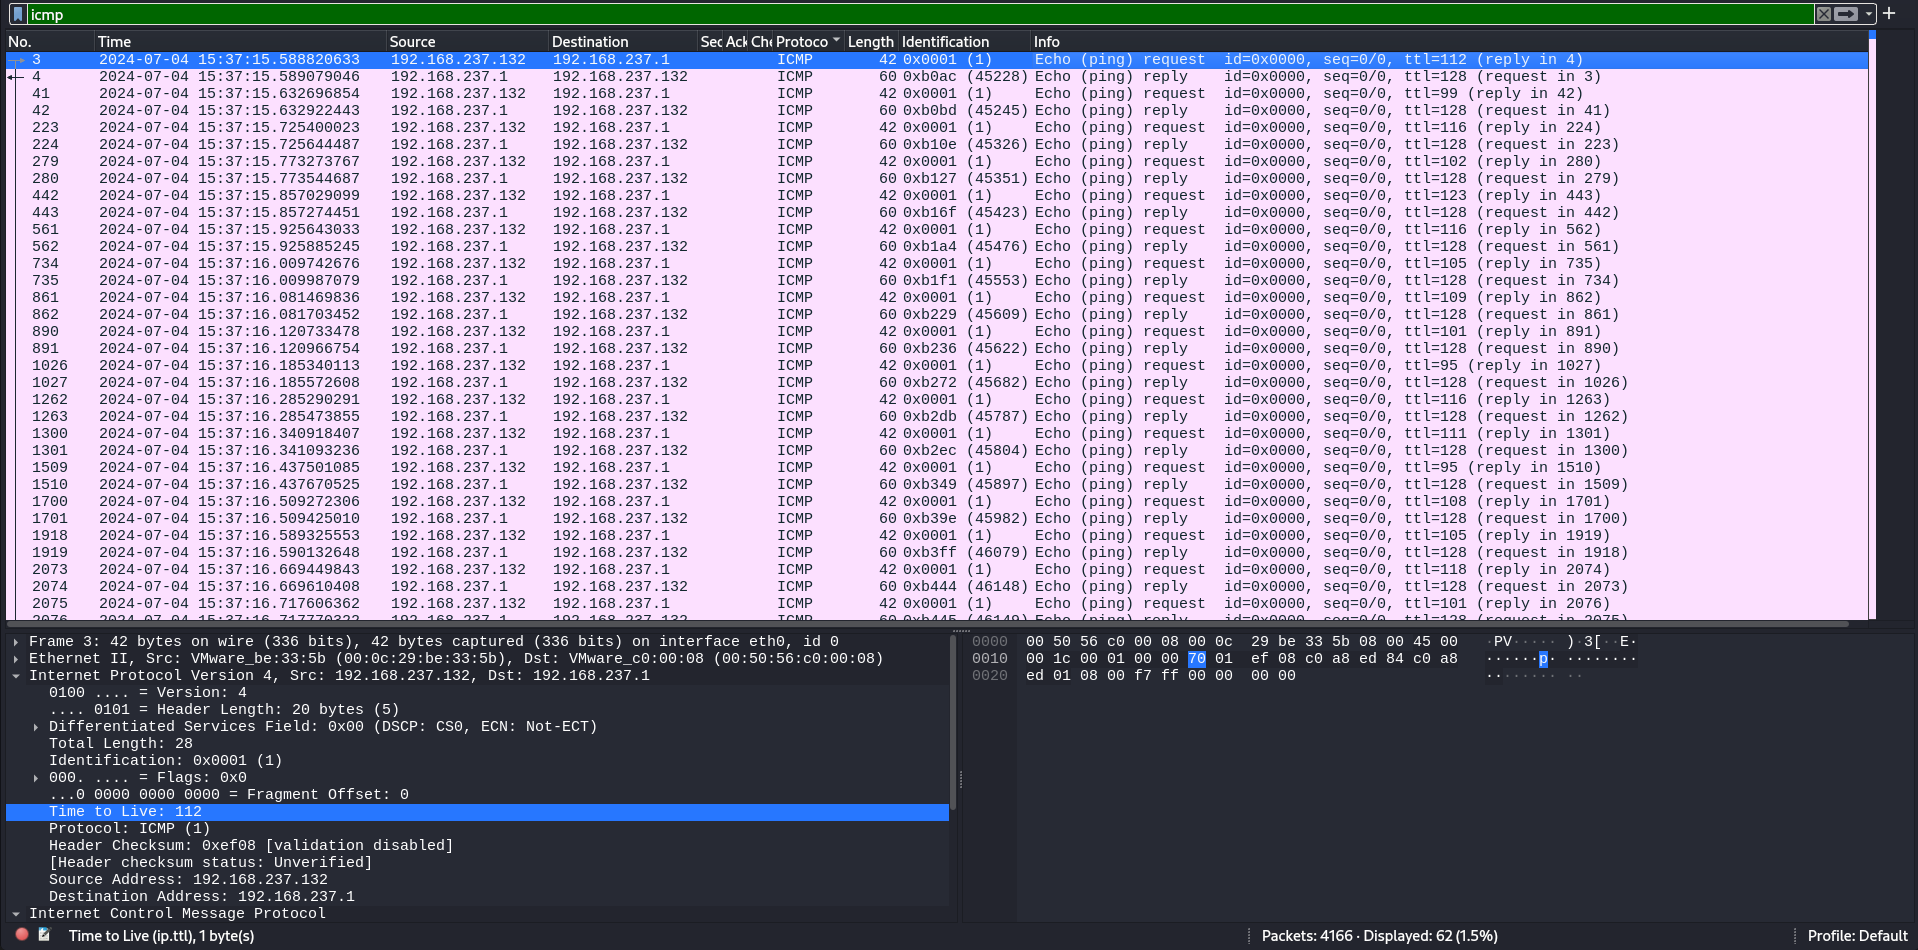 icmp
No. Time Source Destination Sec Ack Che Protoco Length Identification Info
3 2024-07-04 15:37:15.588820633 192.168.237.132 192.168.237.1 ICMP 42 0x0001 (1) Echo (ping) request id=0x0000, seq=0/0, ttl=112 (reply in 4)
4 2024-07-04 15:37:15.589079046 192.168.237.1 192.168.237.132 ICMP 60 0xb0ac (45228) Echo (ping) reply id=0x0000, seq=0/0, ttl=128 (request in 3)
41 2024-07-04 15:37:15.632696854 192.168.237.132 192.168.237.1 ICMP 42 0x0001 (1) Echo (ping) request id=0x0000, seq=0/0, ttl=99 (reply in 42)
42 2024-07-04 15:37:15.632922443 192.168.237.1 192.168.237.132 ICMP 60 0xb0bd (45245) Echo (ping) reply id=0x0000, seq=0/0, ttl=128 (request in 41)
223 2024-07-04 15:37:15.725400023 192.168.237.132 192.168.237.1 ICMP 42 0x0001 (1) Echo (ping) request id=0x0000, seq=0/0, ttl=116 (reply in 224)
224 2024-07-04 15:37:15.725644487 192.168.237.1 192.168.237.132 ICMP 60 0xb10e (45326) Echo (ping) reply id=0x0000, seq=0/0, ttl=128 (request in 223)
279 2024-07-04 15:37:15.773273767 192.168.237.132 192.168.237.1 ICMP 42 0x0001 (1) Echo (ping) request id=0x0000, seq=0/0, ttl=102 (reply in 280)
280 2024-07-04 15:37:15.773544687 192.168.237.1 192.168.237.132 ICMP 60 0xb127 (45351) Echo (ping) reply id=0x0000, seq=0/0, ttl=128 (request in 279)
442 2024-07-04 15:37:15.857029099 192.168.237.132 192.168.237.1 ICMP 42 0x0001 (1) Echo (ping) request id=0x0000, seq=0/0, ttl=123 (reply in 443)
443 2024-07-04 15:37:15.857274451 192.168.237.1 192.168.237.132 ICMP 60 0xb16f (45423) Echo (ping) reply id=0x0000, seq=0/0, ttl=128 (request in 442)
561 2024-07-04 15:37:15.925643033 192.168.237.132 192.168.237.1 ICMP 42 0x0001 (1) Echo (ping) request id=0x0000, seq=0/0, ttl=116 (reply in 562)
562 2024-07-04 15:37:15.925885245 192.168.237.1 192.168.237.132 ICMP 60 0xb1a4 (45476) Echo (ping) reply id=0x0000, seq=0/0, ttl=128 (request in 561)
734 2024-07-04 15:37:16.009742676 192.168.237.132 192.168.237.1 ICMP 42 0x0001 (1) Echo (ping) request id=0x0000, seq=0/0, ttl=105 (reply in 735)
735 2024-07-04 15:37:16.009987079 192.168.237.1 192.168.237.132 ICMP 60 0xb1f1 (45553) Echo (ping) reply id=0x0000, seq=0/0, ttl=128 (request in 734)
861 2024-07-04 15:37:16.081469836 192.168.237.132 192.168.237.1 ICMP 42 0x0001 (1) Echo (ping) request id=0x0000, seq=0/0, ttl=109 (reply in 862)
862 2024-07-04 15:37:16.081703452 192.168.237.1 192.168.237.132 ICMP 60 0xb229 (45609) Echo (ping) reply id=0x0000, seq=0/0, ttl=128 (request in 861)
890 2024-07-04 15:37:16.120733478 192.168.237.132 192.168.237.1 ICMP 42 0x0001 (1) Echo (ping) request id=0x0000, seq=0/0, ttl=101 (reply in 891)
891 2024-07-04 15:37:16.120966754 192.168.237.1 192.168.237.132 ICMP 60 0xb236 (45622) Echo (ping) reply id=0x0000, seq=0/0, ttl=128 (request in 890)
1026 2024-07-04 15:37:16.185340113 192.168.237.132 192.168.237.1 ICMP 42 0x0001 (1) Echo (ping) request id=0x0000, seq=0/0, ttl=95 (reply in 1027)
1027 2024-07-04 15:37:16.185572608 192.168.237.1 192.168.237.132 ICMP 60 0xb272 (45682) Echo (ping) reply id=0x0000, seq=0/0, ttl=128 (request in 1026)
1262 2024-07-04 15:37:16.285290291 192.168.237.132 192.168.237.1 ICMP 42 0x0001 (1) Echo (ping) request id=0x0000, seq=0/0, ttl=116 (reply in 1263)
1263 2024-07-04 15:37:16.285473855 192.168.237.1 192.168.237.132 ICMP 60 0xb2db (45787) Echo (ping) reply id=0x0000, seq=0/0, ttl=128 (request in 1262)
1300 2024-07-04 15:37:16.340918407 192.168.237.132 192.168.237.1 ICMP 42 0x0001 (1) Echo (ping) request id=0x0000, seq=0/0, ttl=111 (reply in 1301)
1301 2024-07-04 15:37:16.341093236 192.168.237.1 192.168.237.132 ICMP 60 0xb2ec (45804) Echo (ping) reply id=0x0000, seq=0/0, ttl=128 (request in 1300)
1509 2024-07-04 15:37:16.437501085 192.168.237.132 192.168.237.1 ICMP 42 0x0001 (1) Echo (ping) request id=0x0000, seq=0/0, ttl=95 (reply in 1510)
1510 2024-07-04 15:37:16.437670525 192.168.237.1 192.168.237.132 ICMP 60 0xb349 (45897) Echo (ping) reply id=0x0000, seq=0/0, ttl=128 (request in 1509)
1700 2024-07-04 15:37:16.509272306 192.168.237.132 192.168.237.1 ICMP 42 0x0001 (1) Echo (ping) request id=0x0000, seq=0/0, ttl=108 (reply in 1701)
1701 2024-07-04 15:37:16.509425010 192.168.237.1 192.168.237.132 ICMP 60 0xb39e (45982) Echo (ping) reply id=0x0000, seq=0/0, ttl=128 (request in 1700)
1918 2024-07-04 15:37:16.589325553 192.168.237.132 192.168.237.1 ICMP 42 0x0001 (1) Echo (ping) request id=0x0000, seq=0/0, ttl=105 (reply in 1919)
1919 2024-07-04 15:37:16.590132648 192.168.237.1 192.168.237.132 ICMP 60 0xb3ff (46079) Echo (ping) reply id=0x0000, seq=0/0, ttl=128 (request in 1918)
2073 2024-07-04 15:37:16.669449843 192.168.237.132 192.168.237.1 ICMP 42 0x0001 (1) Echo (ping) request id=0x0000, seq=0/0, ttl=118 (reply in 2074)
2074 2024-07-04 15:37:16.669610408 192.168.237.1 192.168.237.132 ICMP 60 0xb444 (46148) Echo (ping) reply id=0x0000, seq=0/0, ttl=128 (request in 2073)
2075 2024-07-04 15:37:16.717606362 192.168.237.132 192.168.237.1 ICMP 42 0x0001 (1) Echo (ping) request id=0x0000, seq=0/0, ttl=101 (reply in 2076)
2076 2024-07-04 15:37:16.717770322 192.168.237.1 192.168.237.132 ICMP 60 0xb445 (46149) Echo (ping) reply id=0x0000, seq=0/0, ttl=128 (request in 2075)
Frame 3: 42 bytes on wire (336 bits), 42 bytes captured (336 bits) on interface eth0, id 0
Ethernet II, Src: VMware_be:33:5b (00:0c:29:be:33:5b), Dst: VMware_c0:00:08 (00:50:56:c0:00:08)
Internet Protocol Version 4, Src: 192.168.237.132, Dst: 192.168.237.1
0100 .... = Version: 4
.... 0101 = Header Length: 20 bytes (5)
Differentiated Services Field: 0x00 (DSCP: CS0, ECN: Not-ECT)
Total Length: 28
Identification: 0x0001 (1)
000. .... = Flags: 0x0
...0 0000 0000 0000 = Fragment Offset: 0
Time to Live: 112
Protocol: ICMP (1)
Header Checksum: 0xef08 [validation disabled]
[Header checksum status: Unverified]
Source Address: 192.168.237.132
Destination Address: 192.168.237.1
Internet Control Message Protocol
0000 00 50 56 c0 00 08 00 0c 29 be 33 5b 08 00 45 00 ·PV····· )·3[··E·
0010 00 1c 00 01 00 00 70 01 ef 08 c0 a8 ed 84 c0 a8 ······p· ········
0020 ed 01 08 00 f7 ff 00 00 00 00 ········ ··
Time to Live (ip.ttl), 1 byte(s)
Packets: 4166 · Displayed: 62 (1.5%)
Profile: Default